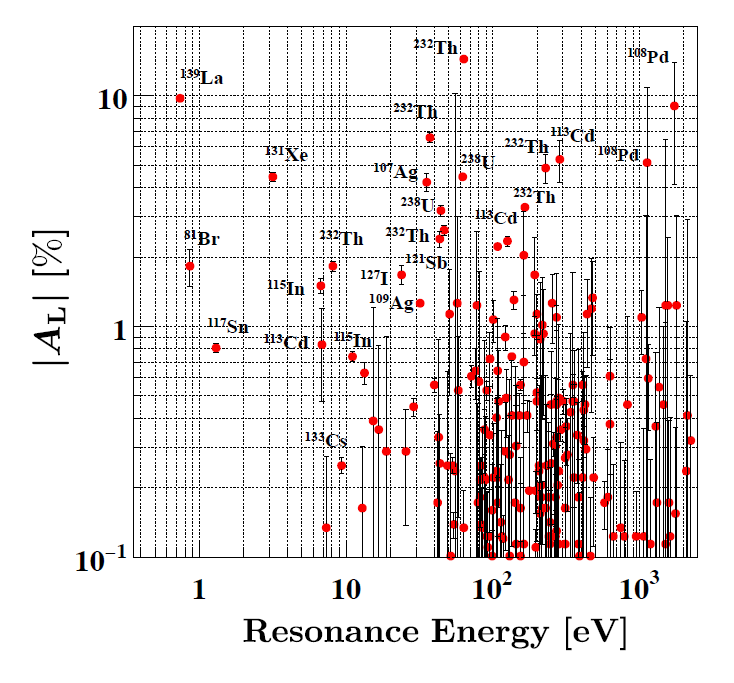 ²³²Th
¹⁰⁸Pd
¹³⁹La
10
²³²Th
¹¹³Cd
²³²Th
¹³¹Xe
¹⁰⁸Pd
²³⁸U
¹⁰⁷Ag
²³²Th
²³⁸U
¹¹³Cd
⁸¹Br
²³²Th
²³²Th
¹²¹Sb
¹²⁷I
¹¹⁵In
¹⁰⁹Ag
1
¹¹⁷Sn
¹¹³Cd
¹¹⁵In
¹³³Cs
10⁻¹
|A_L| [%]
1 10 10² 10³
Resonance Energy [eV]